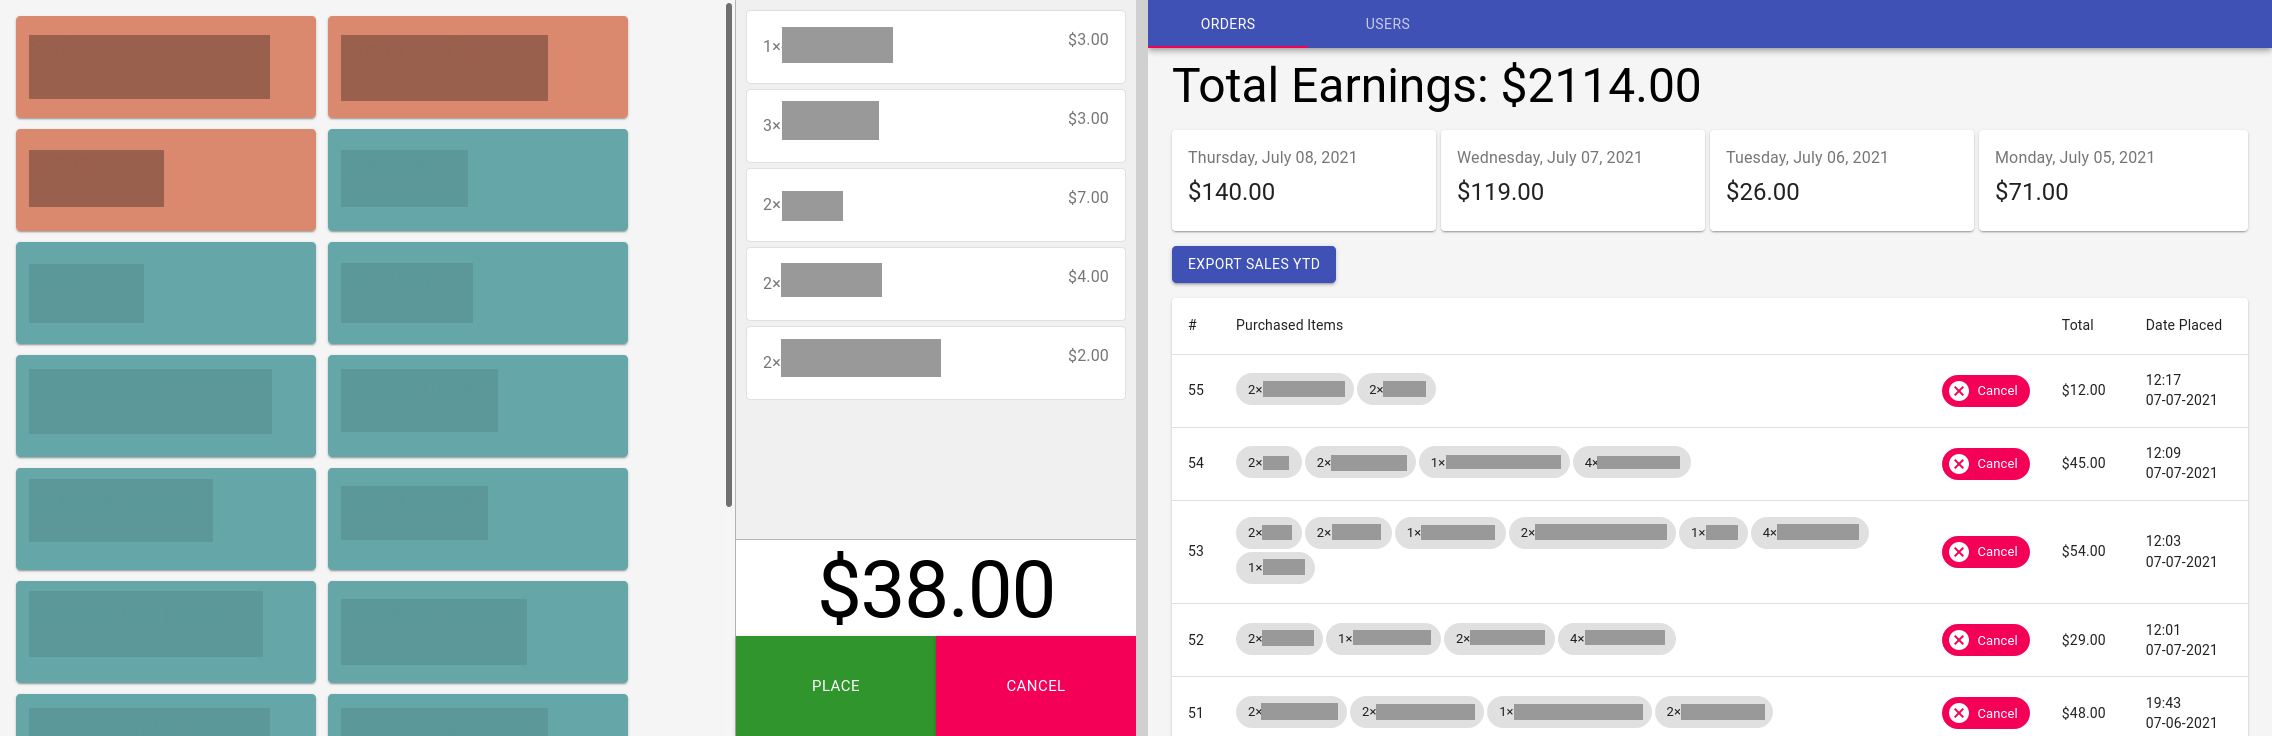 1× $3.00
3× $3.00
2× $7.00
2× $4.00
2× $2.00
$38.00
PLACE CANCEL
ORDERS USERS
Total Earnings: $2114.00
Thursday, July 08, 2021
$140.00
Wednesday, July 07, 2021
$119.00
Tuesday, July 06, 2021
$26.00
Monday, July 05, 2021
$71.00
EXPORT SALES YTD
# Purchased Items Total Date Placed
55 2× 2× Cancel $12.00 12:17
07-07-2021
54 2× 2× 1× 4× Cancel $45.00 12:09
07-07-2021
53 2× 2× 1× 2× 1× 4× Cancel $54.00 12:03
1× 07-07-2021
52 2× 1× 2× 4× Cancel $29.00 12:01
07-07-2021
51 2× 2× 1× 2× Cancel $48.00 19:43
07-06-2021